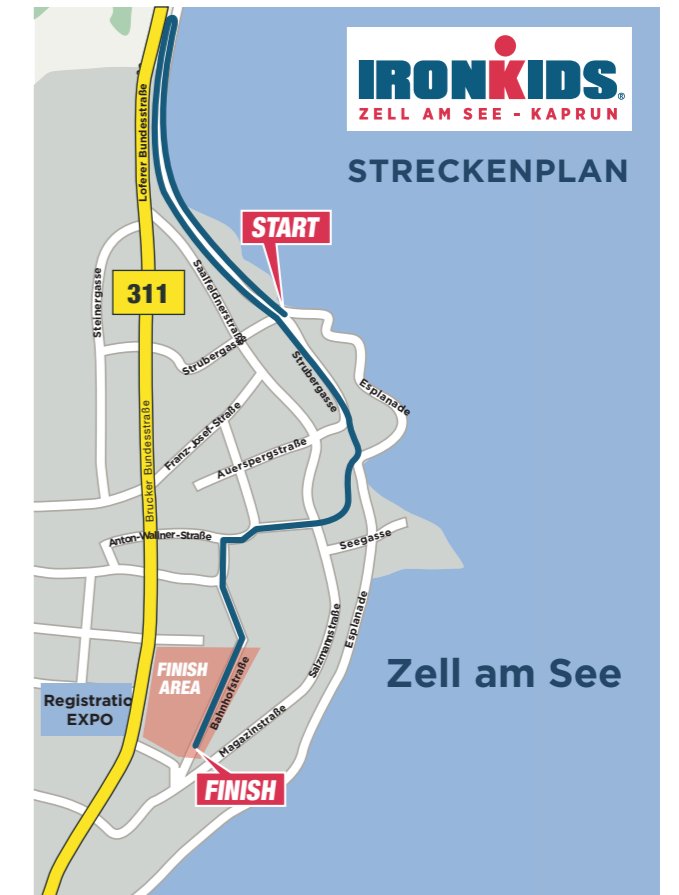 IRONKIDS®
ZELL AM SEE - KAPRUN
STRECKENPLAN
Loferer Bundesstraße
START
Steinergasse
311
Saalfeldnerstraße
Strubergasse
Strubergasse
Esplanade
Franz-Josef-Straße
Auerspergstraße
Brucker Bundesstraße
Anton-Wallner-Straße
Seegasse
Salzmannstraße
Esplanade
FINISH
AREA
Zell am See
Bahnhofstraße
Registratio
EXPO
Magazinstraße
FINISH